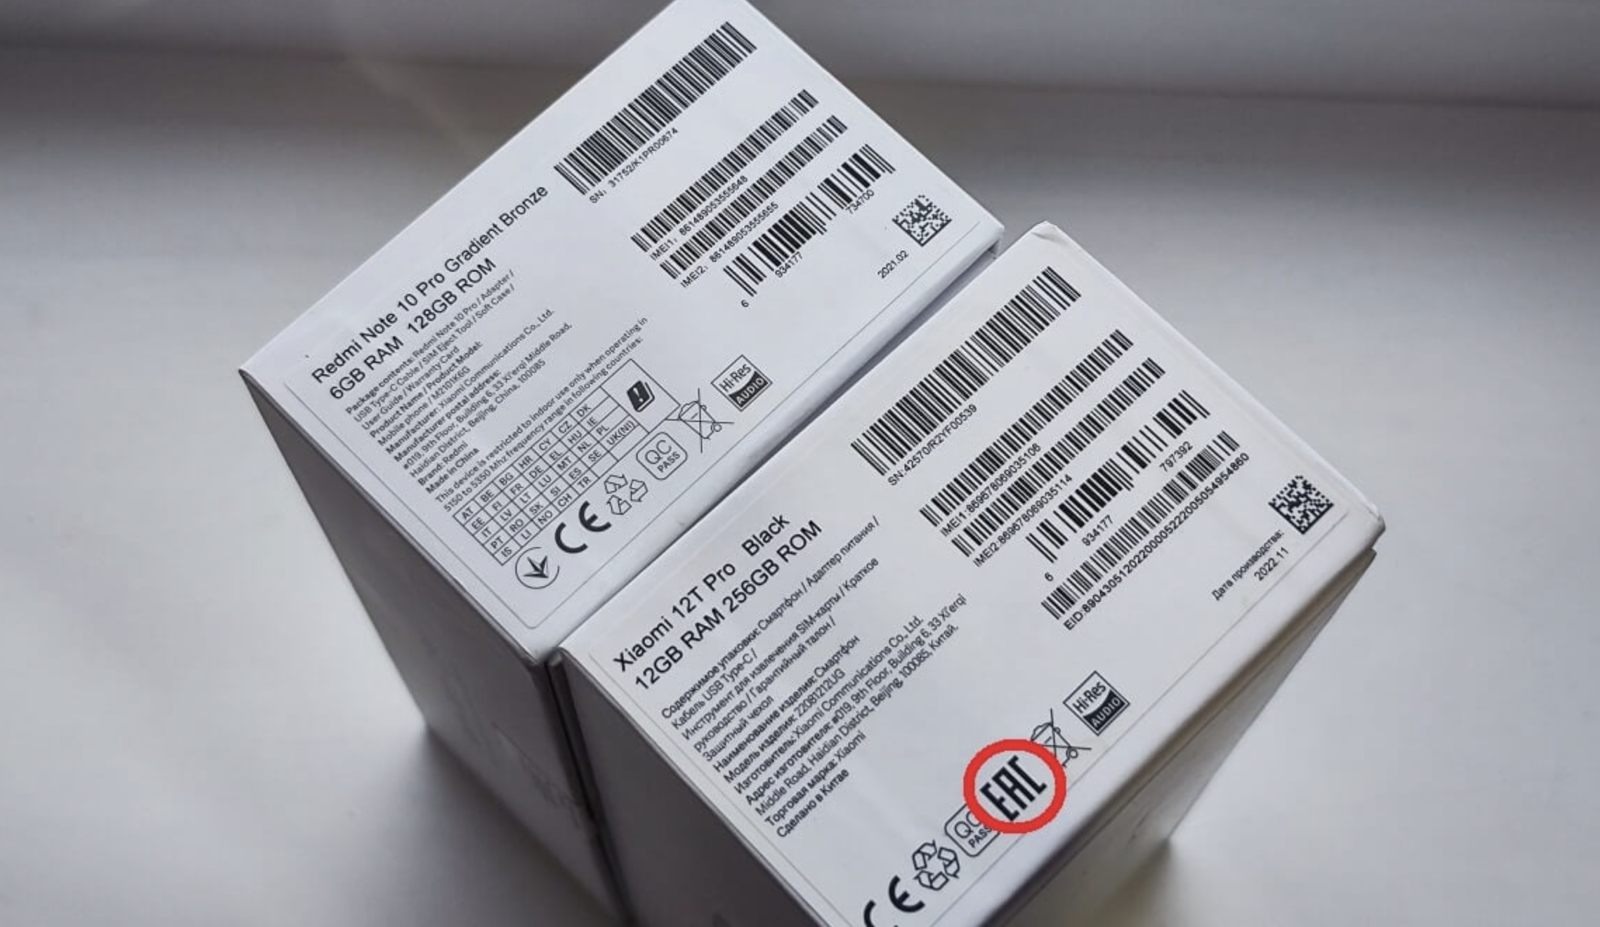 Redmi Note 10 Pro Gradient Bronze
6GB RAM 128GB ROM
Package contents: Redmi Note 10 Pro / Adapter /
USB Type-C Cable / SIM Eject Tool / Soft Case /
User Guide / Warranty Card
Product Name / Product Model:
Mobile phone / M2101K6G
Manufacturer: Xiaomi Communications Co., Ltd.
Manufacturer postal address:
#019, 9th Floor, Building 6, 33 Xi'erqi Middle Road,
Haidian District, Beijing, China, 100085
Brand: Redmi
Made in China
This device is restricted to indoor use only when operating in
5150 to 5350 Mhz frequency range in following countries:
AT BE BG HR CY CZ DK
EE FI FR DE EL HU IE
IT LV LT LU MT NL PL
PT RO SK SI ES SE UK(NI)
IS LI NO CH TR
CE
QC
PASS
Hi-Res
AUDIO
SN: 31752/K1PR00674
IMEI1: 861489053555648
IMEI2: 861489053555655
6 934177 734700
2021.02
Xiaomi 12T Pro Black
12GB RAM 256GB ROM
Содержимое упаковки: Смартфон / Адаптер питания /
Кабель USB Type-C /
Инструмент для извлечения SIM-карты / Краткое
руководство / Гарантийный талон /
Защитный чехол
Наименование изделия: Смартфон
Модель изделия: 22081212UG
Изготовитель: Xiaomi Communications Co., Ltd.
Адрес изготовителя: #019, 9th Floor, Building 6, 33 Xi'erqi
Middle Road, Haidian District, Beijing, 100085, Китай.
Торговая марка: Xiaomi
Сделано в Китае
CE
QC
PASS
EAC
Hi-Res
AUDIO
SN:42570/R2YF00539
IMEI1:869678069035106
IMEI2:869678069035114
6 934177 797392
EID:89043051202200005222000505495486​0
Дата производства:
2022.11